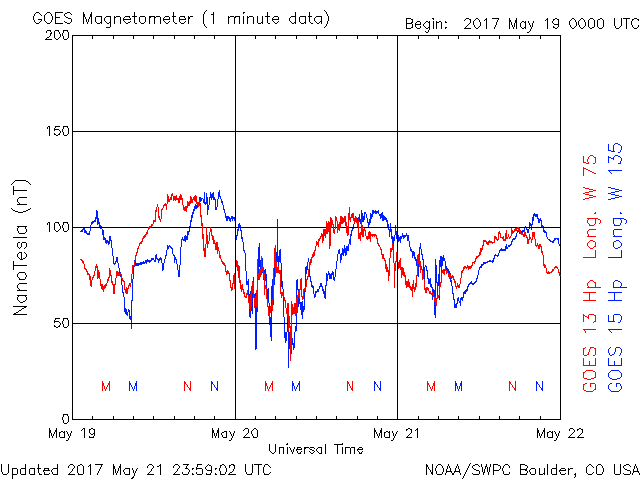 GOES Magnetometer (1 minute data)
Begin: 2017 May 19 0000 UTC
200
150
100
50
0
NanoTesla (nT)
M M N N M M N N M M N N
May 19 May 20 May 21 May 22
Universal Time
GOES 13 Hp Long. W 75
GOES 15 Hp Long. W 135
Updated 2017 May 21 23:59:02 UTC
NOAA/SWPC Boulder, CO USA